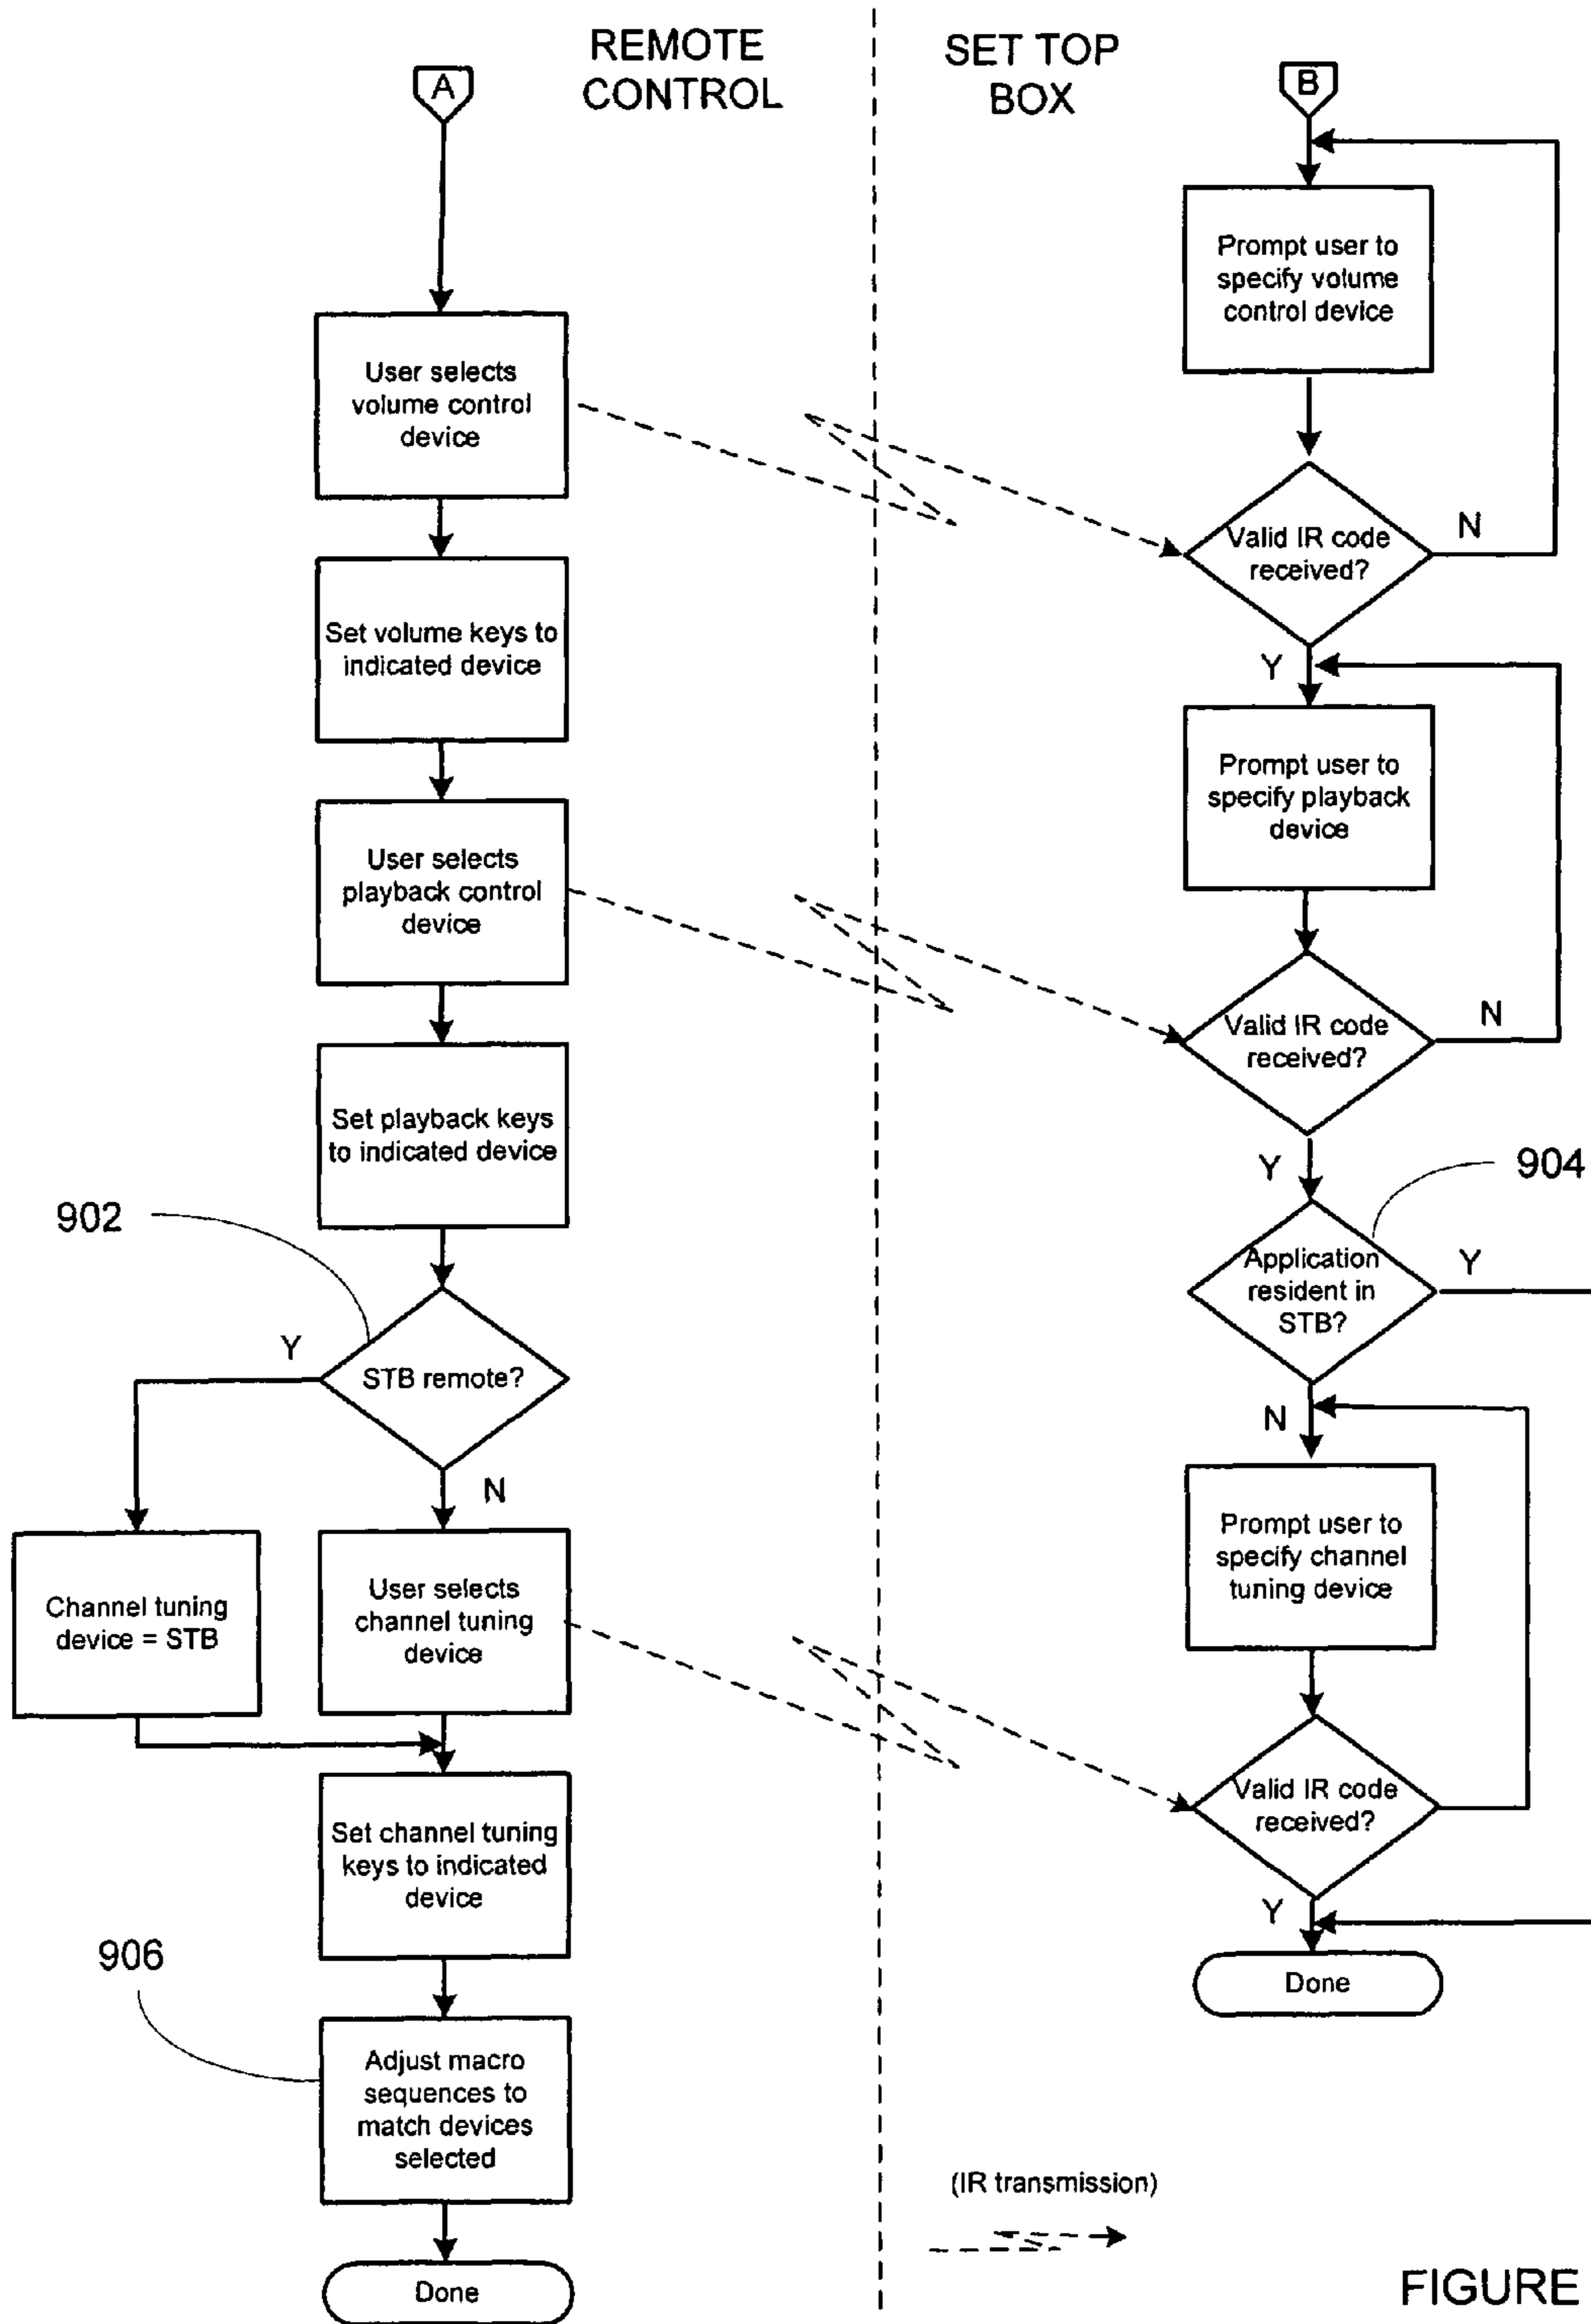 REMOTE
CONTROL
SET TOP
BOX
A
User selects
volume control
device
Set volume keys to
indicated device
User selects
playback control
device
Set playback keys
to indicated device
902
STB remote?
Y
N
Channel tuning
device = STB
User selects
channel tuning
device
Set channel tuning
keys to indicated
device
906
Adjust macro
sequences to
match devices
selected
Done
B
Prompt user to
specify volume
control device
Valid IR code
received?
N
Y
Prompt user to
specify playback
device
Valid IR code
received?
N
Y
904
Application
resident in
STB?
Y
N
Prompt user to
specify channel
tuning device
Valid IR code
received?
Y
Done
(IR transmission)
FIGURE